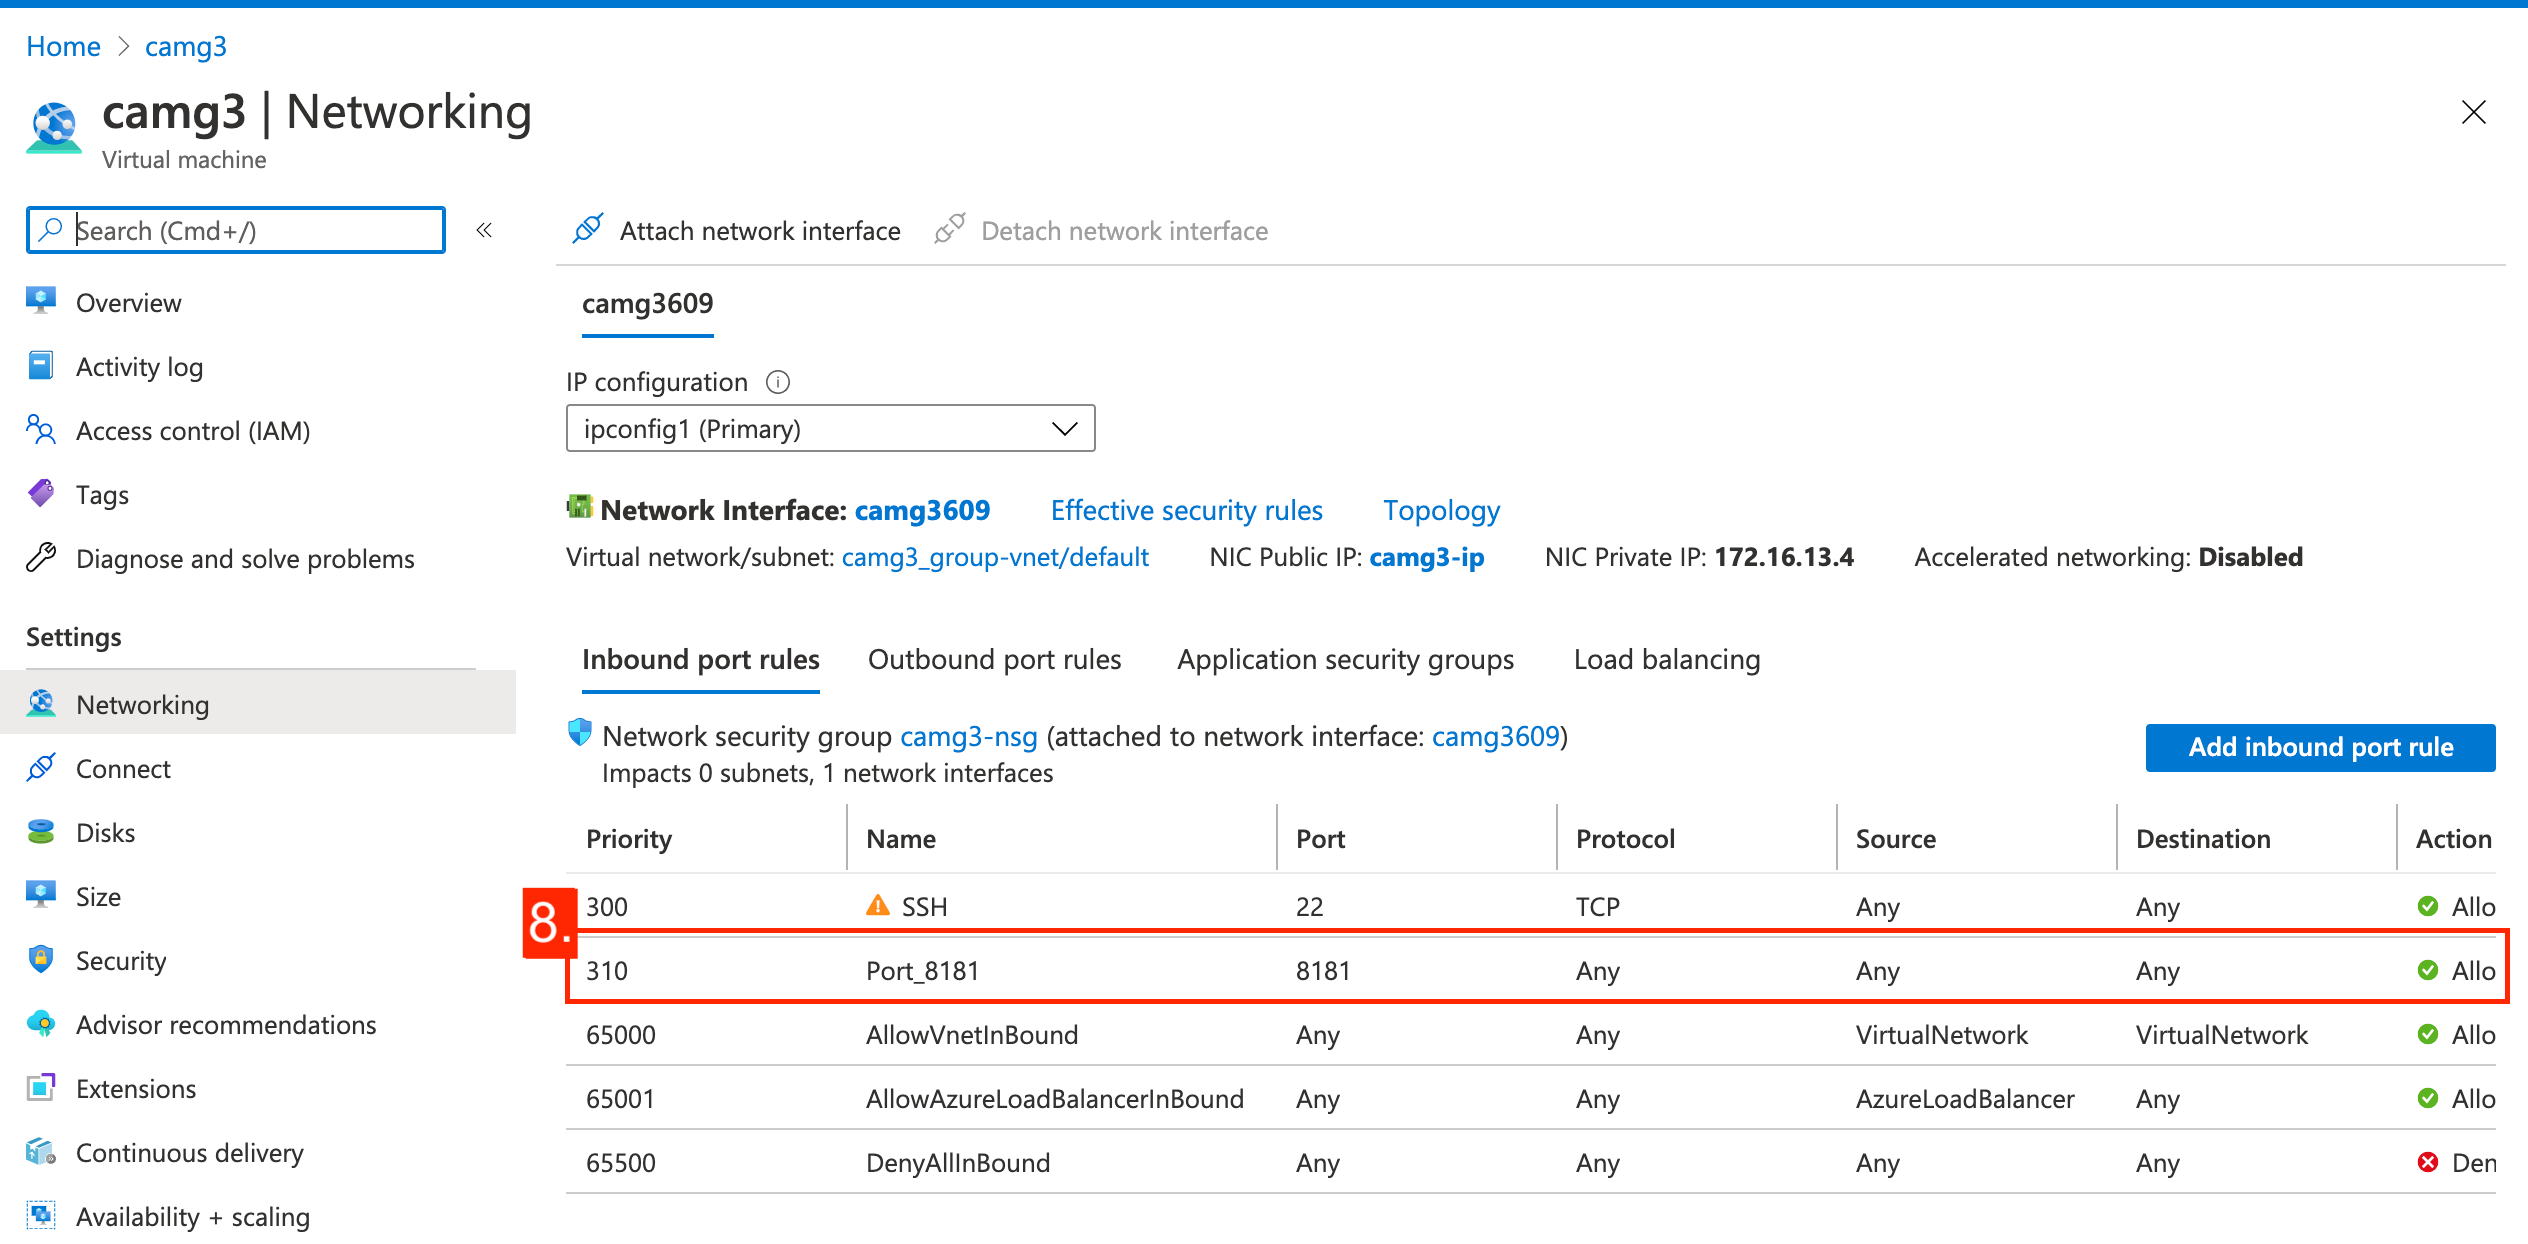 Home > camg3
camg3 | Networking
Virtual machine
Search (Cmd+/)
«
Overview
Activity log
Access control (IAM)
Tags
Diagnose and solve problems
Settings
Networking
Connect
Disks
Size
Security
Advisor recommendations
Extensions
Continuous delivery
Availability + scaling
Attach network interface Detach network interface
camg3609
IP configuration
ipconfig1 (Primary)
Network Interface: camg3609 Effective security rules Topology
Virtual network/subnet: camg3_group-vnet/default NIC Public IP: camg3-ip NIC Private IP: 172.16.13.4 Accelerated networking: Disabled
Inbound port rules Outbound port rules Application security groups Load balancing
Network security group camg3-nsg (attached to network interface: camg3609)
Impacts 0 subnets, 1 network interfaces
Add inbound port rule
Priority Name Port Protocol Source Destination Action
300 SSH 22 TCP Any Any Allo
8.
310 Port_8181 8181 Any Any Any Allo
65000 AllowVnetInBound Any Any VirtualNetwork VirtualNetwork Allo
65001 AllowAzureLoadBalancerInBound Any Any AzureLoadBalancer Any Allo
65500 DenyAllInBound Any Any Any Any Den